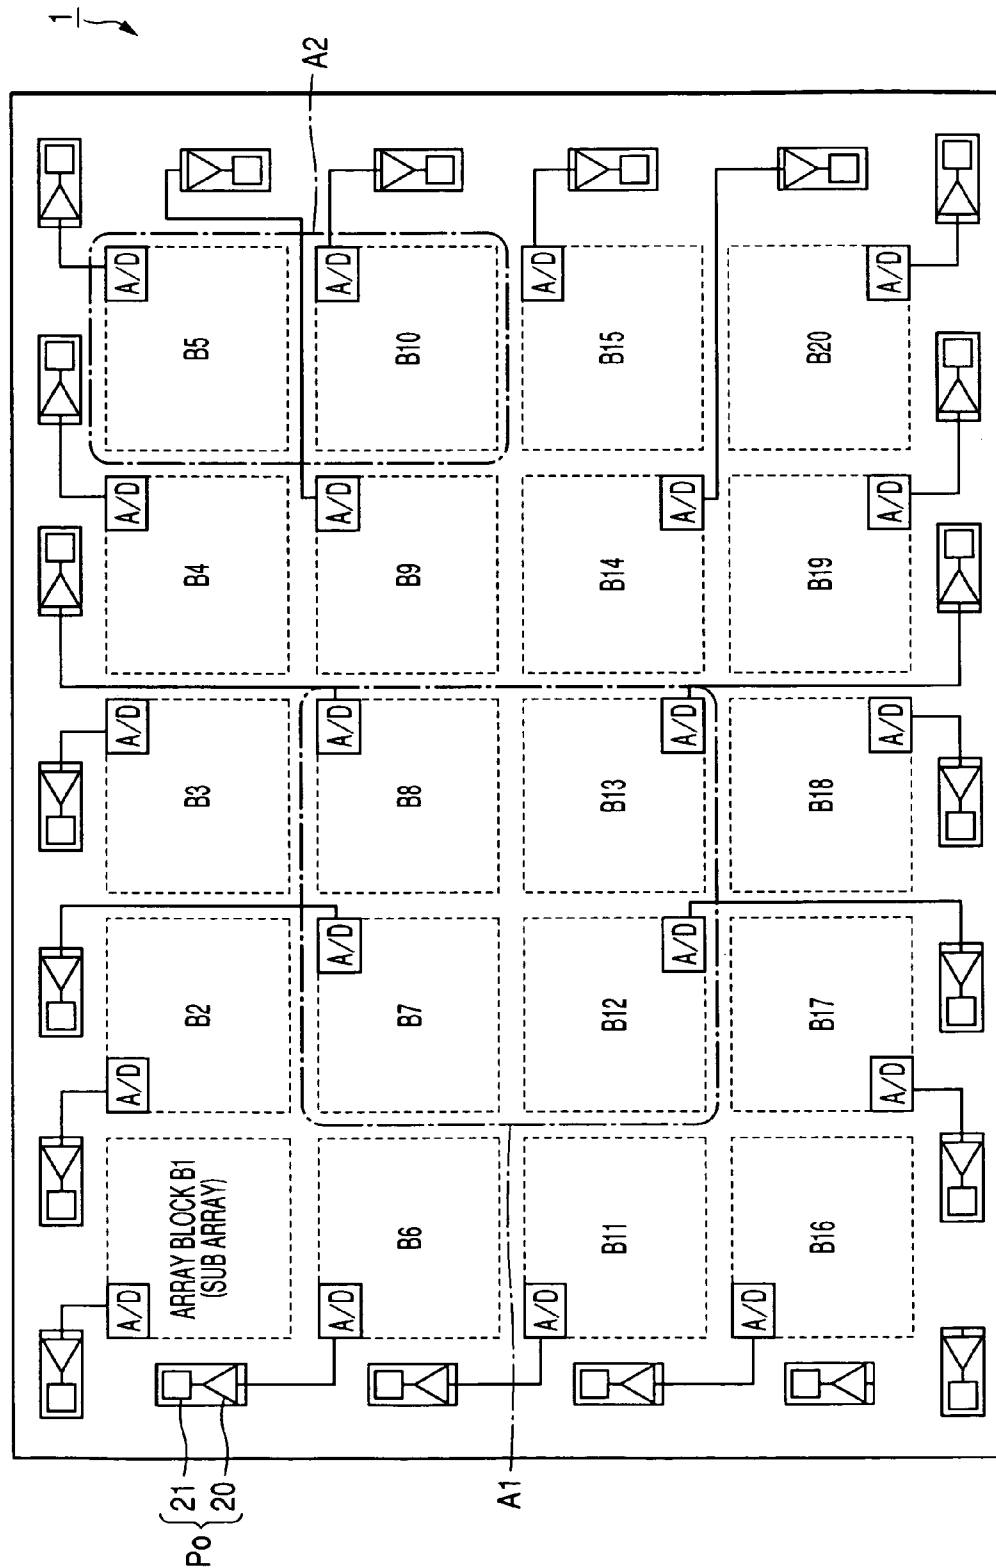 1
A/D
A/D
A/D
A/D
A/D
ARRAY BLOCK B1
(SUB ARRAY)
B2
B3
B4
B5
Po
21
20
A2
A/D
A/D
A/D
A/D
A/D
B6
B7
B8
B9
B10
A1
A/D
A/D
B11
B12
B13
B14
B15
A/D
A/D
A/D
A/D
B16
B17
B18
B19
B20
A/D
A/D
A/D
A/D